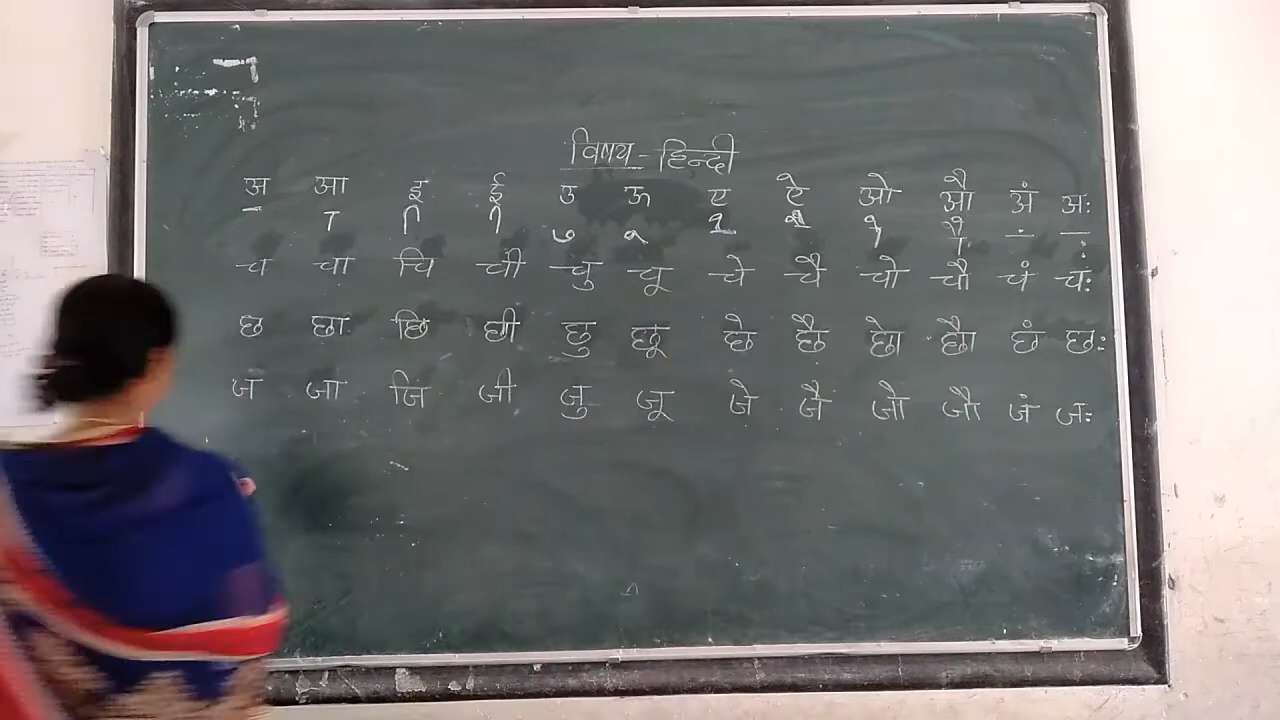 विषय - हिन्दी
अ आ इ ई उ ऊ ए ऐ ओ औ अं अः
च चा चि ची चु चू चे चै चो चौ चं चः
छ छा छि छी छु छू छे छै छो छौ छं छः
जं जा जि जी जु जू जे जै जो जौ जं जः